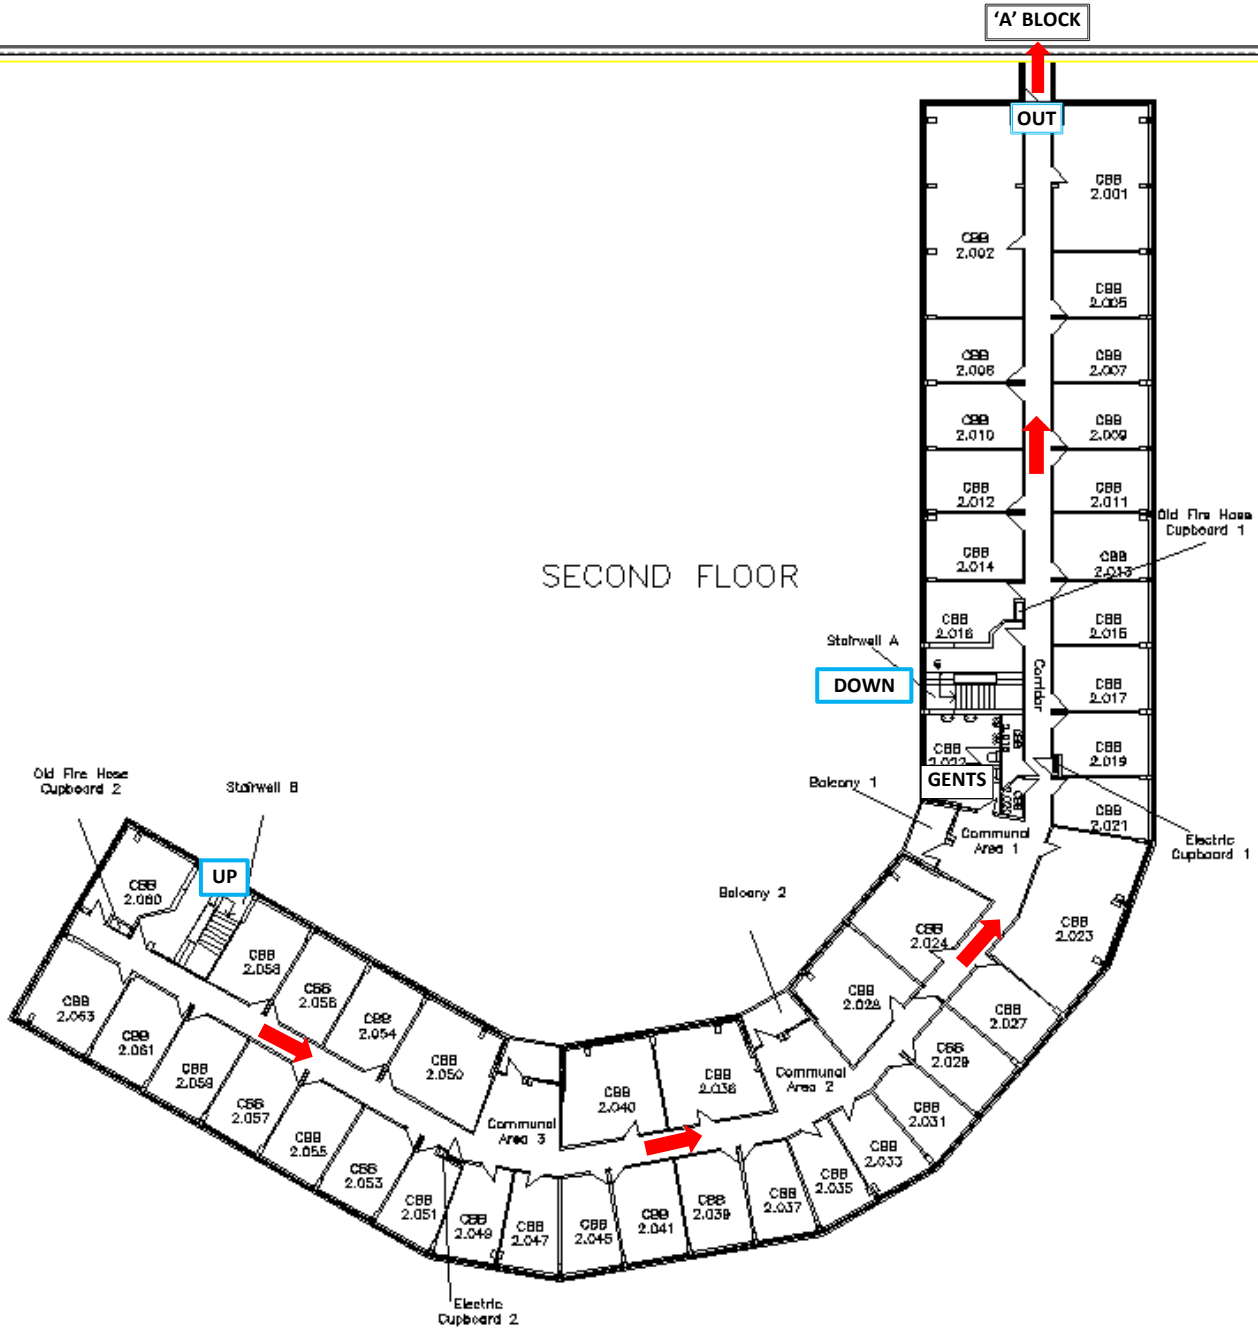 ‘A’ BLOCK
OUT
CBB
2.001
CBB
2.002
CBB
2.005
CBB
2.006
CBB
2.007
CBB
2.010
CBB
2.009
CBB
2.012
CBB
2.011
Old Fire Hose
Cupboard 1
CBB
2.014
CBB
2.013
SECOND FLOOR
CBB
2.016
CBB
2.015
Stairwell A
Corridor
DOWN
CBB
2.017
CBB
2.022
CBB
2.019
GENTS
Old Fire Hose
Cupboard 2
Stairwell B
Balcony 1
CBB
2.021
Communal
Area 1
Electric
Cupboard 1
UP
CBB
2.060
Balcony 2
CBB
2.024
CBB
2.023
CBB
2.058
CBB
2.056
CBB
2.054
CBB
2.050
CBB
2.063
CBB
2.061
CBB
2.059
CBB
2.057
CBB
2.055
CBB
2.053
CBB
2.051
CBB
2.049
CBB
2.047
CBB
2.045
CBB
2.041
CBB
2.039
CBB
2.037
CBB
2.035
CBB
2.033
CBB
2.031
CBB
2.029
CBB
2.027
CBB
2.028
Communal
Area 2
CBB
2.036
CBB
2.040
Communal
Area 3
Electric
Cupboard 2